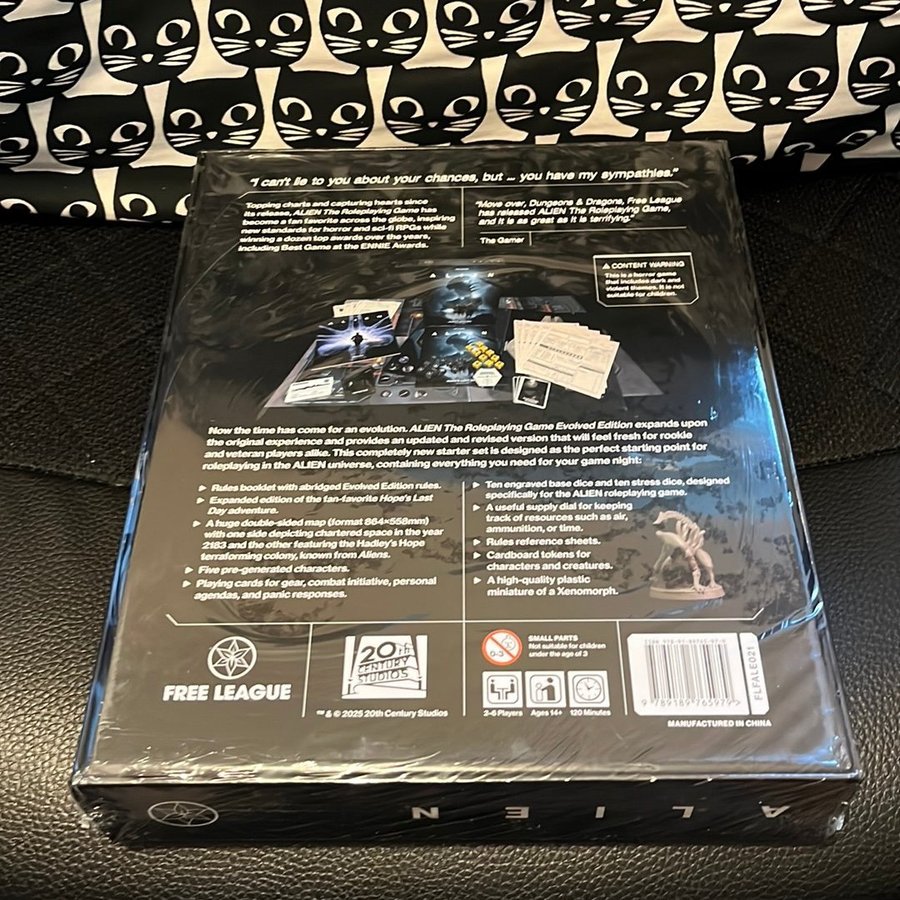 "I can't lie to you about your chances, but ... you have my sympathies."
Topping charts and capturing hearts since
its release, ALIEN The Roleplaying Game has
become a fan favorite across the globe, inspiring
new standards for horror and sci-fi RPGs while
winning a dozen top awards over the years,
including Best Game at the ENNIE Awards.
"Move over, Dungeons & Dragons, Free League
has released ALIEN The Roleplaying Game,
and it is as great as it is terrifying."
The Gamer
CONTENT WARNING
This is a horror game
that includes dark and
violent themes. It is not
suitable for children.
Now the time has come for an evolution. ALIEN The Roleplaying Game Evolved Edition expands upon
the original experience and provides an updated and revised version that will feel fresh for rookie
and veteran players alike. This completely new starter set is designed as the perfect starting point for
roleplaying in the ALIEN universe, containing everything you need for your game night:
Rules booklet with abridged Evolved Edition rules.
Expanded edition of the fan-favorite Hope's Last
Day adventure.
A huge double-sided map (format 864×558mm)
with one side depicting chartered space in the year
2183 and the other featuring the Hadley's Hope
terraforming colony, known from Aliens.
Five pre-generated characters.
Playing cards for gear, combat initiative, personal
agendas, and panic responses.
Ten engraved base dice and ten stress dice, designed
specifically for the ALIEN roleplaying game.
A useful supply dial for keeping
track of resources such as air,
ammunition, or time.
Rules reference sheets.
Cardboard tokens for
characters and creatures.
A high-quality plastic
miniature of a Xenomorph.
FREE LEAGUE
20TH
CENTURY
STUDIOS
™ & © 2025 20th Century Studios
0-3
SMALL PARTS
Not suitable for children
under the age of 3
2-6 Players
Ages 14+
120 Minutes
ISBN 978-91-89765-97-9
9 789189 765979 >
FLFALE021
MANUFACTURED IN CHINA
ALIEN